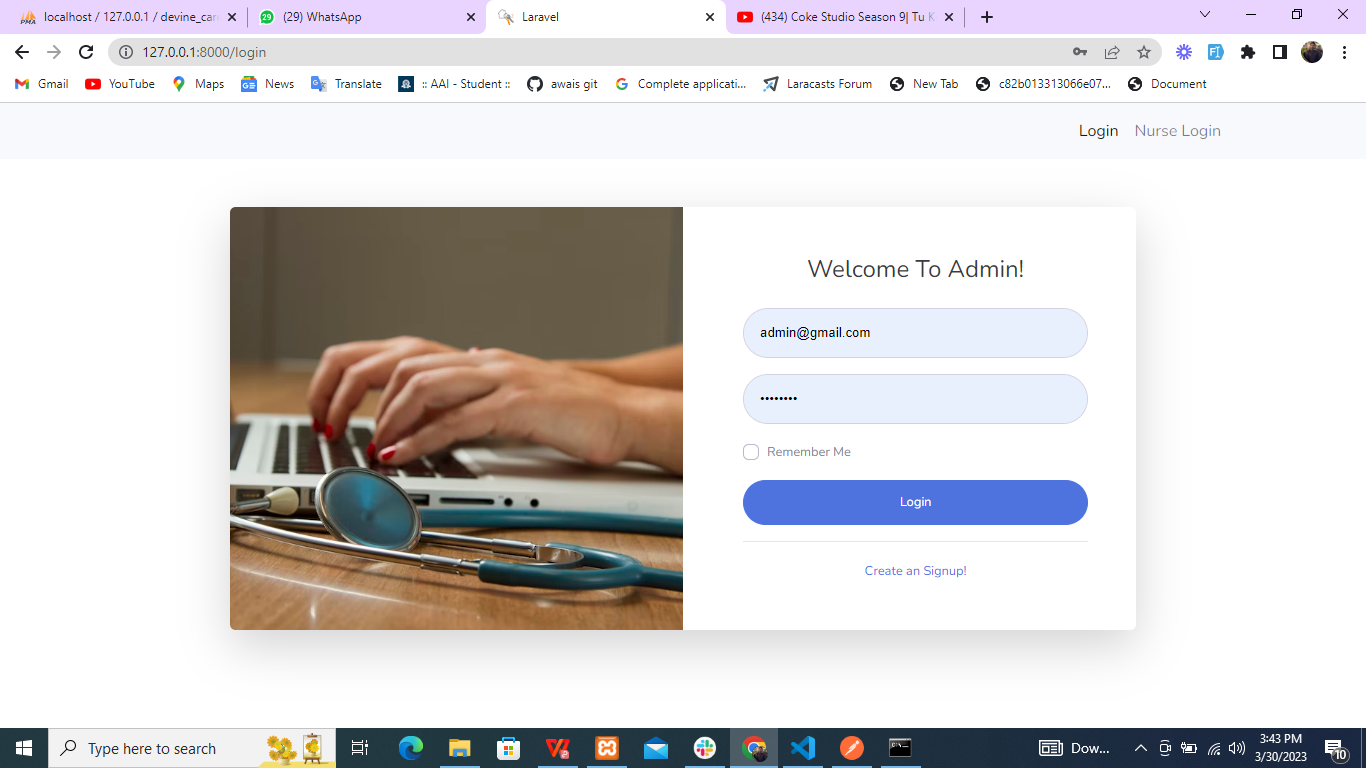 localhost / 127.0.0.1 / devine_car
(29) WhatsApp
Laravel
(434) Coke Studio Season 9| Tu K
127.0.0.1:8000/login
Gmail
YouTube
Maps
News
Translate
:: AAI - Student ::
awais git
Complete applicati...
Laracasts Forum
New Tab
c82b013313066e07...
Document
Login
Nurse Login
Welcome To Admin!
admin@gmail.com
••••••••
Remember Me
Login
Create an Signup!
Type here to search
Dow...
3:43 PM
3/30/2023
10